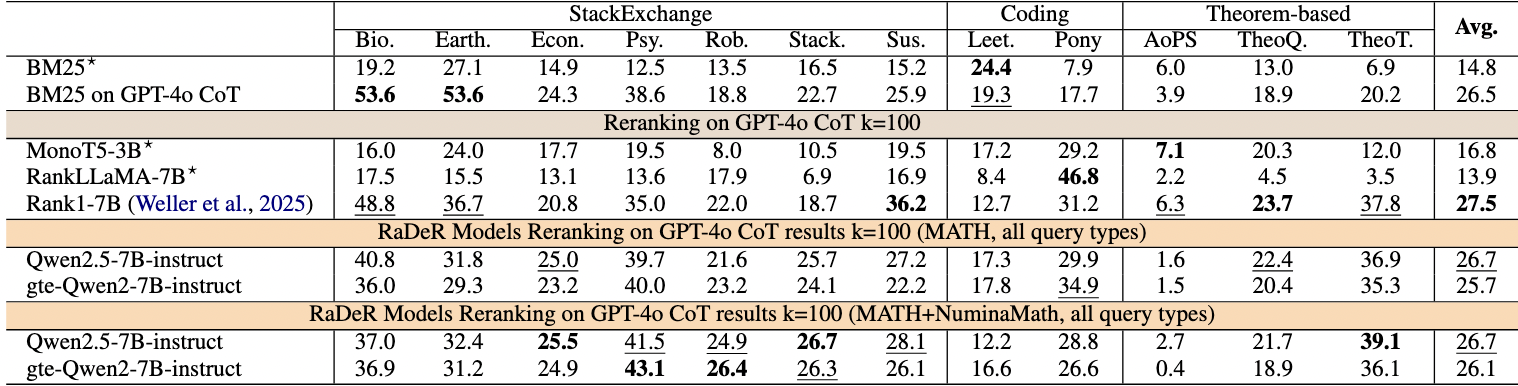 StackExchange Coding Theorem-based Avg.
Bio. Earth. Econ. Psy. Rob. Stack. Sus. Leet. Pony AoPS TheoQ. TheoT.
BM25★ 19.2 27.1 14.9 12.5 13.5 16.5 15.2 24.4 7.9 6.0 13.0 6.9 14.8
BM25 on GPT-4o CoT 53.6 53.6 24.3 38.6 18.8 22.7 25.9 19.3 17.7 3.9 18.9 20.2 26.5
Reranking on GPT-4o CoT k=100
MonoT5-3B★ 16.0 24.0 17.7 19.5 8.0 10.5 19.5 17.2 29.2 7.1 20.3 12.0 16.8
RankLLaMA-7B★ 17.5 15.5 13.1 13.6 17.9 6.9 16.9 8.4 46.8 2.2 4.5 3.5 13.9
Rank1-7B (Weller et al., 2025) 48.8 36.7 20.8 35.0 22.0 18.7 36.2 12.7 31.2 6.3 23.7 37.8 27.5
RaDeR Models Reranking on GPT-4o CoT results k=100 (MATH, all query types)
Qwen2.5-7B-instruct 40.8 31.8 25.0 39.7 21.6 25.7 27.2 17.3 29.9 1.6 22.4 36.9 26.7
gte-Qwen2-7B-instruct 36.0 29.3 23.2 40.0 23.2 24.1 22.2 17.8 34.9 1.5 20.4 35.3 25.7
RaDeR Models Reranking on GPT-4o CoT results k=100 (MATH+NuminaMath, all query types)
Qwen2.5-7B-instruct 37.0 32.4 25.5 41.5 24.9 26.7 28.1 12.2 28.8 2.7 21.7 39.1 26.7
gte-Qwen2-7B-instruct 36.9 31.2 24.9 43.1 26.4 26.3 26.1 16.6 26.6 0.4 18.9 36.1 26.1